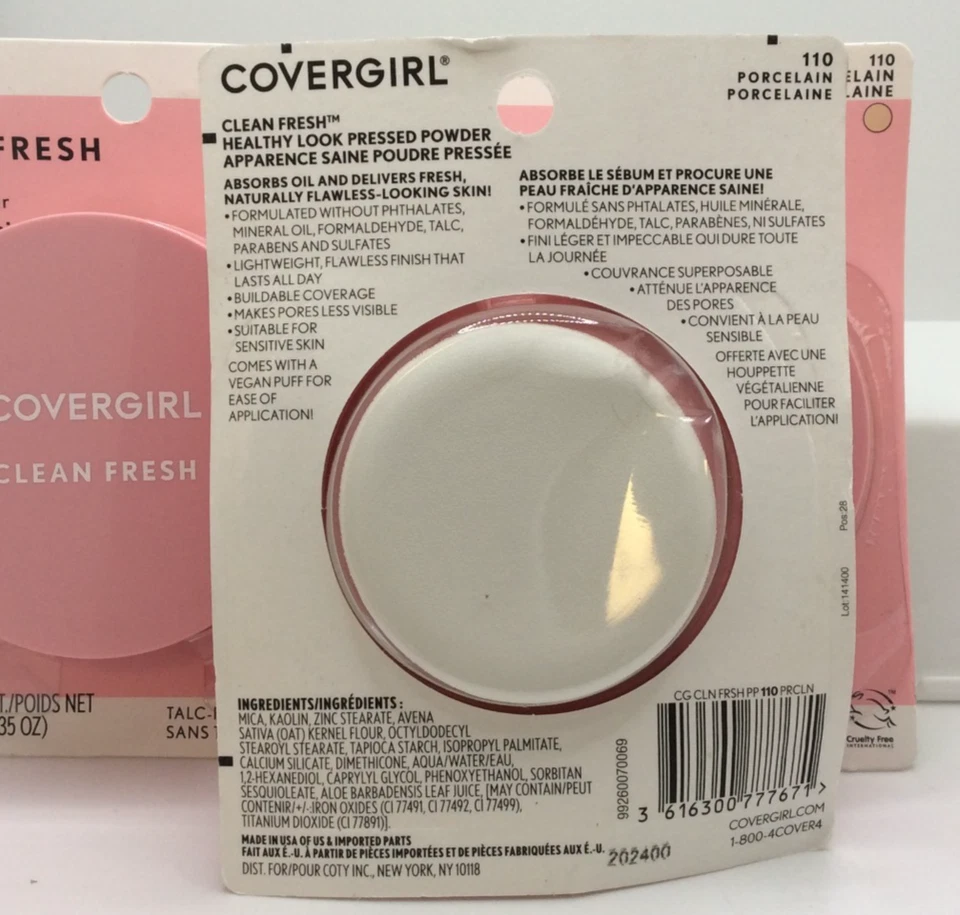 COVERGIRL®
110
PORCELAIN
PORCELAINE
CLEAN FRESH™
HEALTHY LOOK PRESSED POWDER
APPARENCE SAINE POUDRE PRESSÉE
ABSORBS OIL AND DELIVERS FRESH,
NATURALLY FLAWLESS-LOOKING SKIN!
•FORMULATED WITHOUT PHTHALATES,
MINERAL OIL, FORMALDEHYDE, TALC,
PARABENS AND SULFATES
•LIGHTWEIGHT, FLAWLESS FINISH THAT
LASTS ALL DAY
•BUILDABLE COVERAGE
•MAKES PORES LESS VISIBLE
•SUITABLE FOR
SENSITIVE SKIN
COMES WITH A
VEGAN PUFF FOR
EASE OF
APPLICATION!
ABSORBE LE SÉBUM ET PROCURE UNE
PEAU FRAÎCHE D'APPARENCE SAINE!
•FORMULÉ SANS PHTALATES, HUILE MINÉRALE,
FORMALDÉHYDE, TALC, PARABÈNES, NI SULFATES
•FINI LÉGER ET IMPECCABLE QUI DURE TOUTE
LA JOURNÉE
•COUVRANCE SUPERPOSABLE
•ATTÉNUE L'APPARENCE
DES PORES
•CONVIENT À LA PEAU
SENSIBLE
OFFERTE AVEC UNE
HOUPPETTE
VÉGÉTALIENNE
POUR FACILITER
L'APPLICATION!
Lot:141400 Pos:28
INGREDIENTS/INGRÉDIENTS:
MICA, KAOLIN, ZINC STEARATE, AVENA
SATIVA (OAT) KERNEL FLOUR, OCTYLDODECYL
STEAROYL STEARATE, TAPIOCA STARCH, ISOPROPYL PALMITATE,
CALCIUM SILICATE, DIMETHICONE, AQUA/WATER/EAU,
1,2-HEXANEDIOL, CAPRYLYL GLYCOL, PHENOXYETHANOL, SORBITAN
SESQUIOLEATE, ALOE BARBADENSIS LEAF JUICE, [MAY CONTAIN/PEUT
CONTENIR/+/-:IRON OXIDES (CI 77491, CI 77492, CI 77499),
TITANIUM DIOXIDE (CI 77891)].
MADE IN USA OF US & IMPORTED PARTS
FAIT AUX É.-U. À PARTIR DE PIÈCES IMPORTÉES ET DE PIÈCES FABRIQUÉES AUX É.-U.
202400
DIST. FOR/POUR COTY INC., NEW YORK, NY 10118
99260070069
CG CLN FRSH PP 110 PRCLN
3 616300 777671 >
COVERGIRL.COM
1-800-4COVER4
FRESH
r
COVERGIRL
CLEAN FRESH
T./POIDS NET
35 OZ)
TALC-F
SANS T
110
ELAIN
LAINE
Cruelty Free
INTERNATIONAL
™